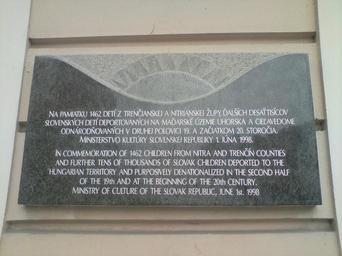 NA PAMIATKU 1462 DETÍ Z TRENČIANSKEJ A NITRIANSKEJ ŽUPY, ĎALŠÍCH DESAŤTISÍCOV
SLOVENSKÝCH DETÍ DEPORTOVANÝCH NA MAĎARSKÉ ÚZEMIE UHORSKA A CIEĽAVEDOME
ODNÁRODŇOVANÝCH V DRUHEJ POLOVICI 19. A ZAČIATKOM 20. STOROČIA.
MINISTERSTVO KULTÚRY SLOVENSKEJ REPUBLIKY 1. JÚNA 1998.
IN COMMEMORATION OF 1462 CHILDREN FROM NITRA AND TRENČÍN COUNTIES
AND FURTHER TENS OF THOUSANDS OF SLOVAK CHILDREN DEPORTED TO THE
HUNGARIAN TERRITORY AND PURPOSIVELY DENATIONALIZED IN THE SECOND HALF
OF THE 19th AND AT THE BEGINNING OF THE 20th CENTURY.
MINISTRY OF CULTURE OF THE SLOVAK REPUBLIC, JUNE 1st. 1998